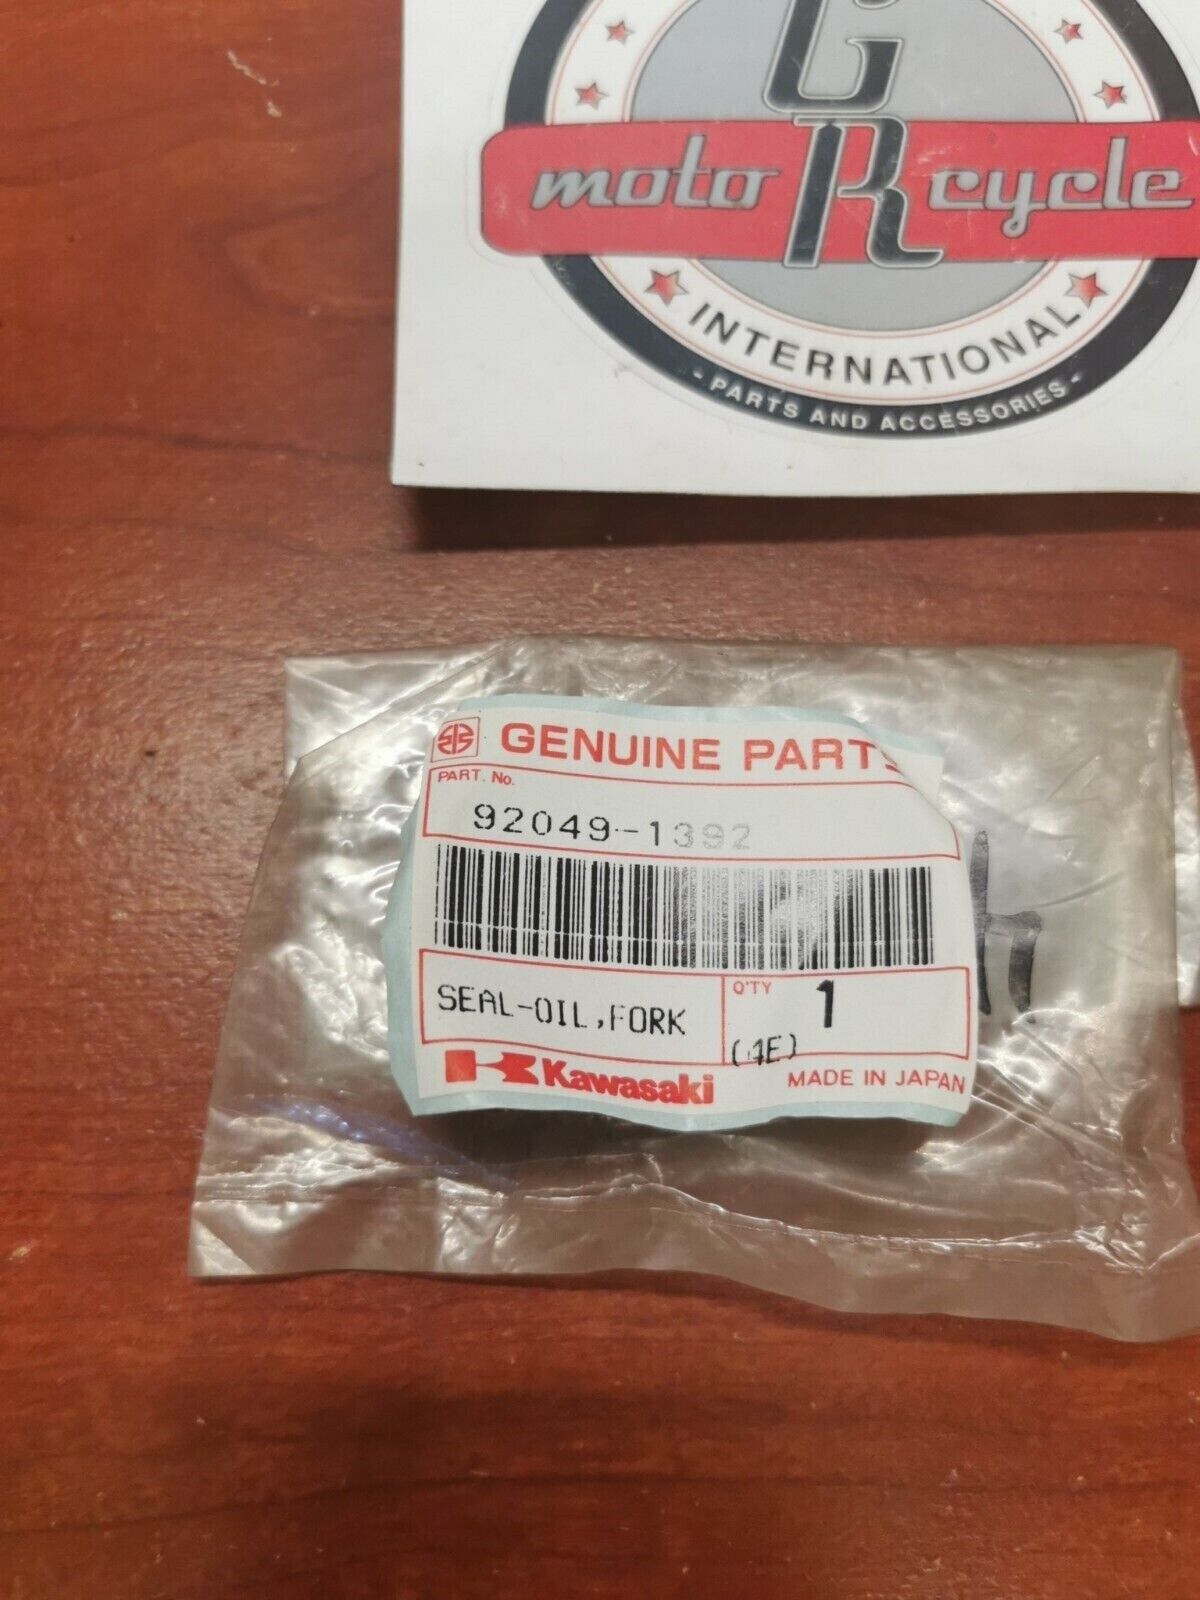 G
moto R cycle
INTERNATIONAL
- PARTS AND ACCESSORIES -
GENUINE PARTS
PART. No.
92049-1392
SEAL-OIL,FORK
Q'TY
1
(4E)
Kawasaki
MADE IN JAPAN